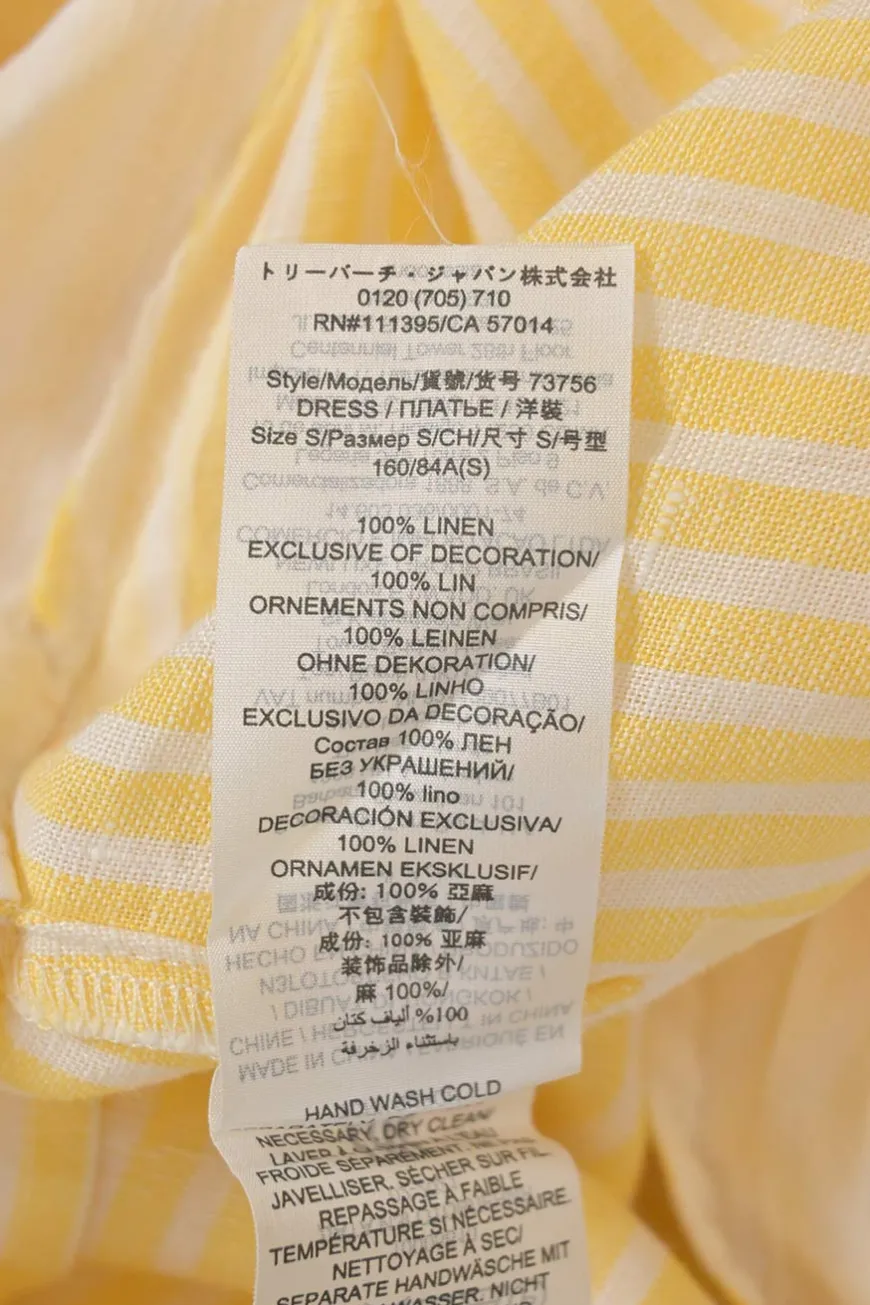 トリーバーチ・ジャパン株式会社
0120 (705) 710
RN#111395/CA 57014
Style/Модель/貨號/货号 73756
DRESS / ПЛАТЬЕ / 洋裝
Size S/Размер S/CH/尺寸 S/号型
160/84A(S)
100% LINEN
EXCLUSIVE OF DECORATION/
100% LIN
ORNEMENTS NON COMPRIS/
100% LEINEN
OHNE DEKORATION/
100% LINHO
EXCLUSIVO DA DECORAÇÃO/
Состав 100% ЛЕН
БЕЗ УКРАШЕНИЙ/
100% lino
DECORACIÓN EXCLUSIVA/
100% LINEN
ORNAMEN EKSKLUSIF/
成份: 100% 亞麻
不包含裝飾/
成份: 100% 亚麻
装饰品除外/
麻 100%/
100% ألياف كتان
باستثناء الزخرفة
HAND WASH COLD
NECESSARY, DRY CLEAN/
LAVER À
FROIDE SÉPARÉMENT.
JAVELLISER. SÉCHER SUR FIL.
REPASSAGE À FAIBLE
TEMPÉRATURE SI NÉCESSAIRE.
NETTOYAGE À SEC/
SEPARATE HANDWÄSCHE MIT
NICHT